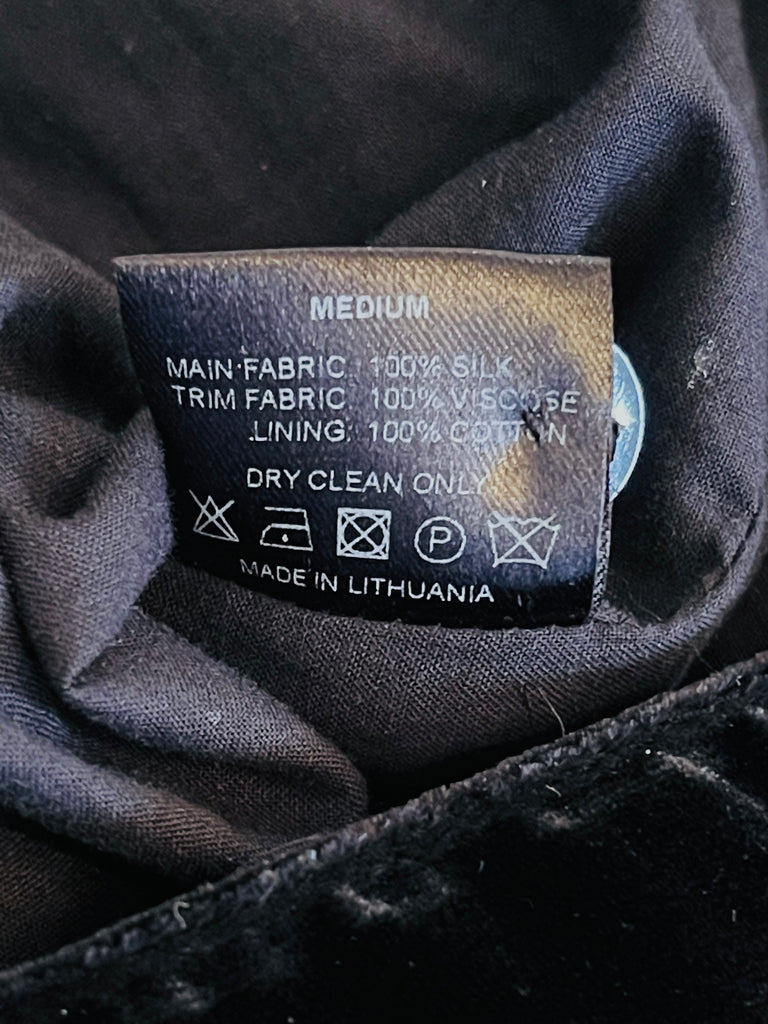 MEDIUM
MAIN FABRIC: 100% SILK
TRIM FABRIC: 100% VISCOSE
LINING: 100% COTTON
DRY CLEAN ONLY
P
MADE IN LITHUANIA